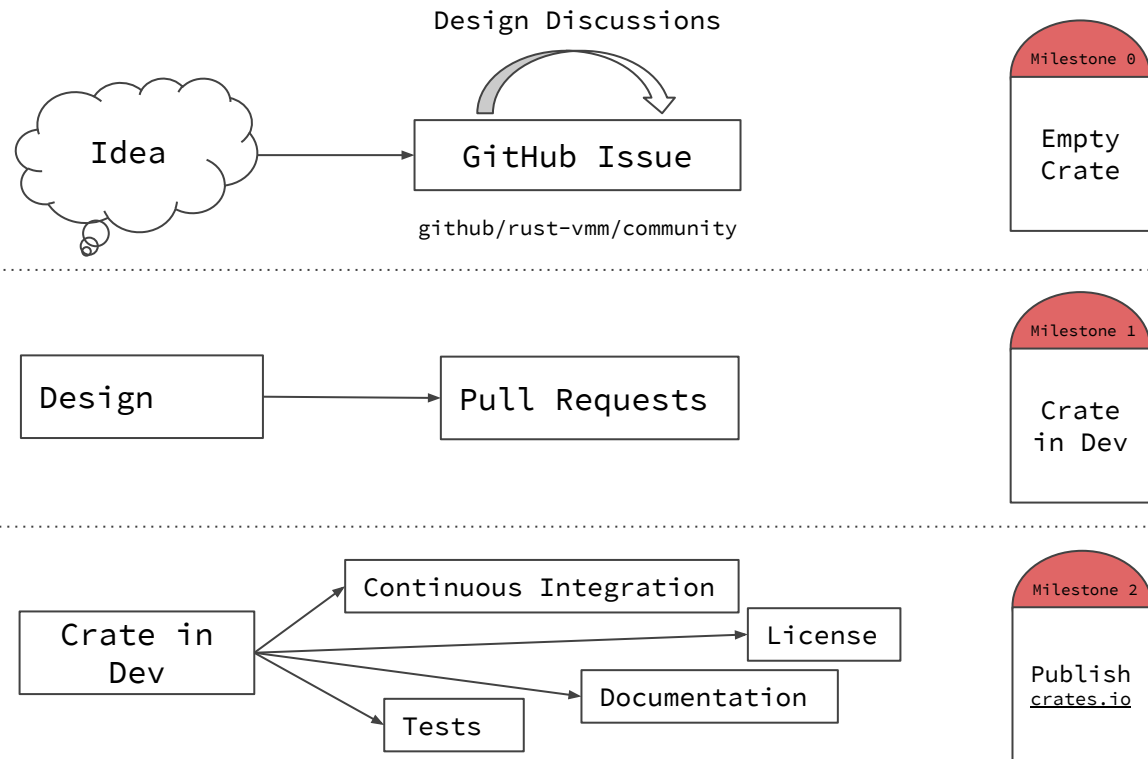 Design Discussions
Idea
GitHub Issue
github/rust-vmm/community
Milestone 0
Empty
Crate
Design
Pull Requests
Milestone 1
Crate
in Dev
Crate in
Dev
Continuous Integration
License
Documentation
Tests
Milestone 2
Publish
crates.io